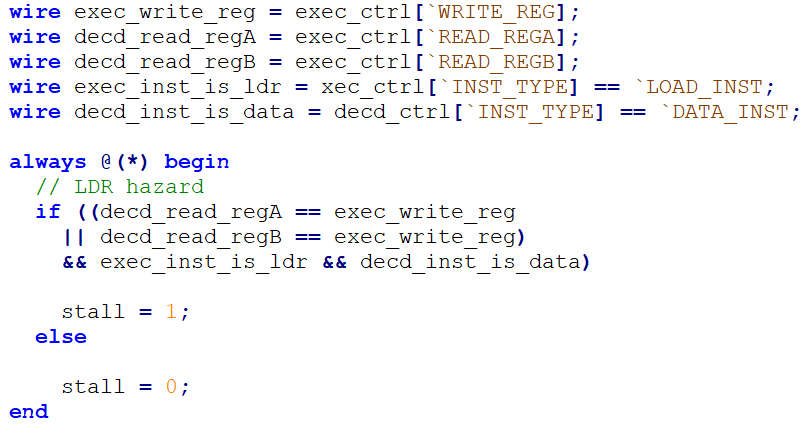 wire exec_write_reg = exec_ctrl[`WRITE_REG];
wire decd_read_regA = exec_ctrl[`READ_REGA];
wire decd_read_regB = exec_ctrl[`READ_REGB];
wire exec_inst_is_ldr = xec_ctrl[`INST_TYPE] == `LOAD_INST;
wire decd_inst_is_data = decd_ctrl[`INST_TYPE] == `DATA_INST;
always @(*) begin
// LDR hazard
if ((decd_read_regA == exec_write_reg
|| decd_read_regB == exec_write_reg)
&& exec_inst_is_ldr && decd_inst_is_data)
stall = 1;
else
stall = 0;
end